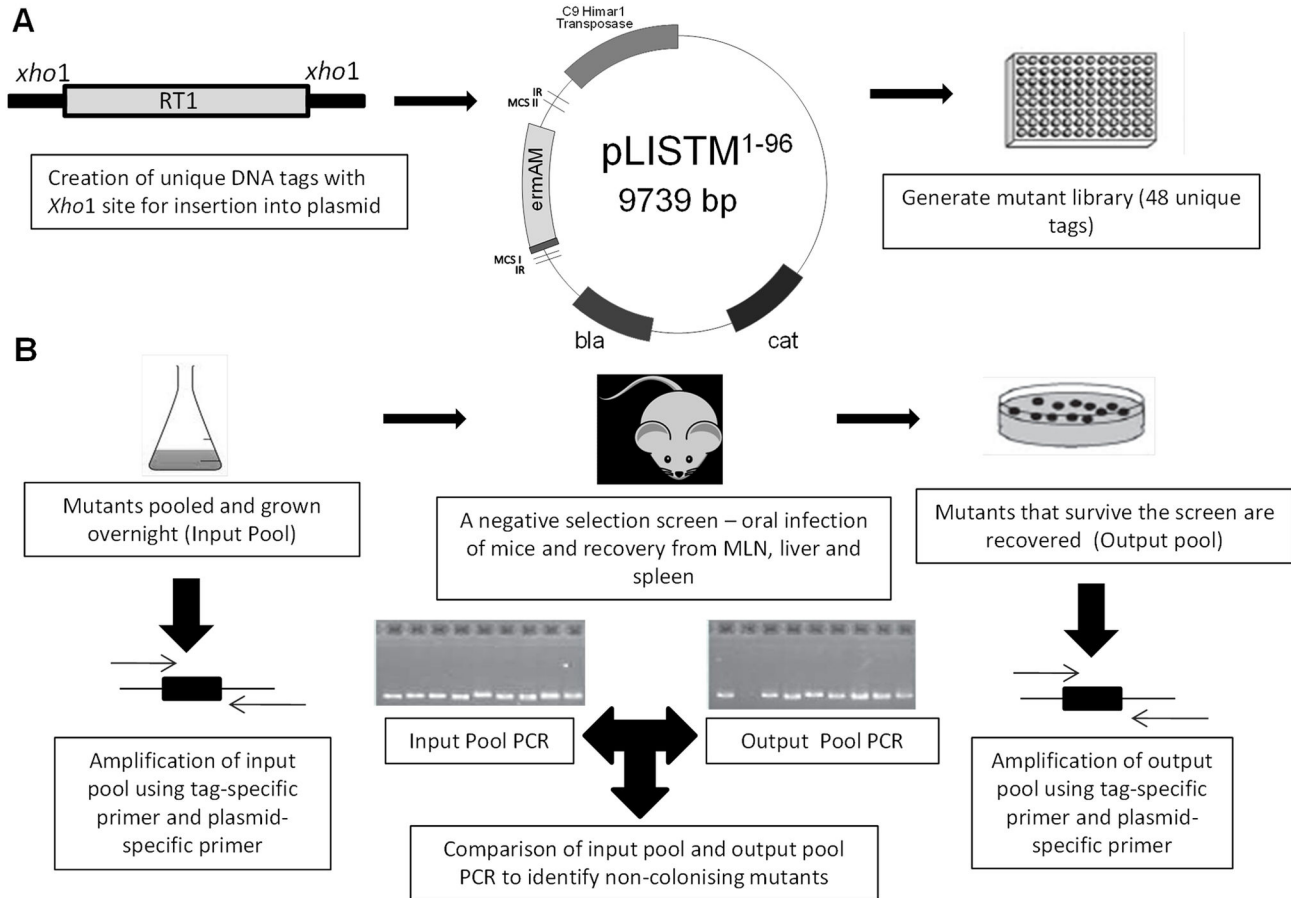 A
xho1
xho1
RT1
Creation of unique DNA tags with
Xho1 site for insertion into plasmid
C9 Himar1
Transposase
IR
MCS II
ermAM
MCS I
IR
bla
cat
pLISTM1-96
9739 bp
Generate mutant library (48 unique
tags)
B
Mutants pooled and grown
overnight (Input Pool)
A negative selection screen – oral infection
of mice and recovery from MLN, liver and
spleen
Mutants that survive the screen are
recovered (Output pool)
Input Pool PCR
Output Pool PCR
Amplification of input
pool using tag-specific
primer and plasmid-
specific primer
Comparison of input pool and output pool
PCR to identify non-colonising mutants
Amplification of output
pool using tag-specific
primer and plasmid-
specific primer